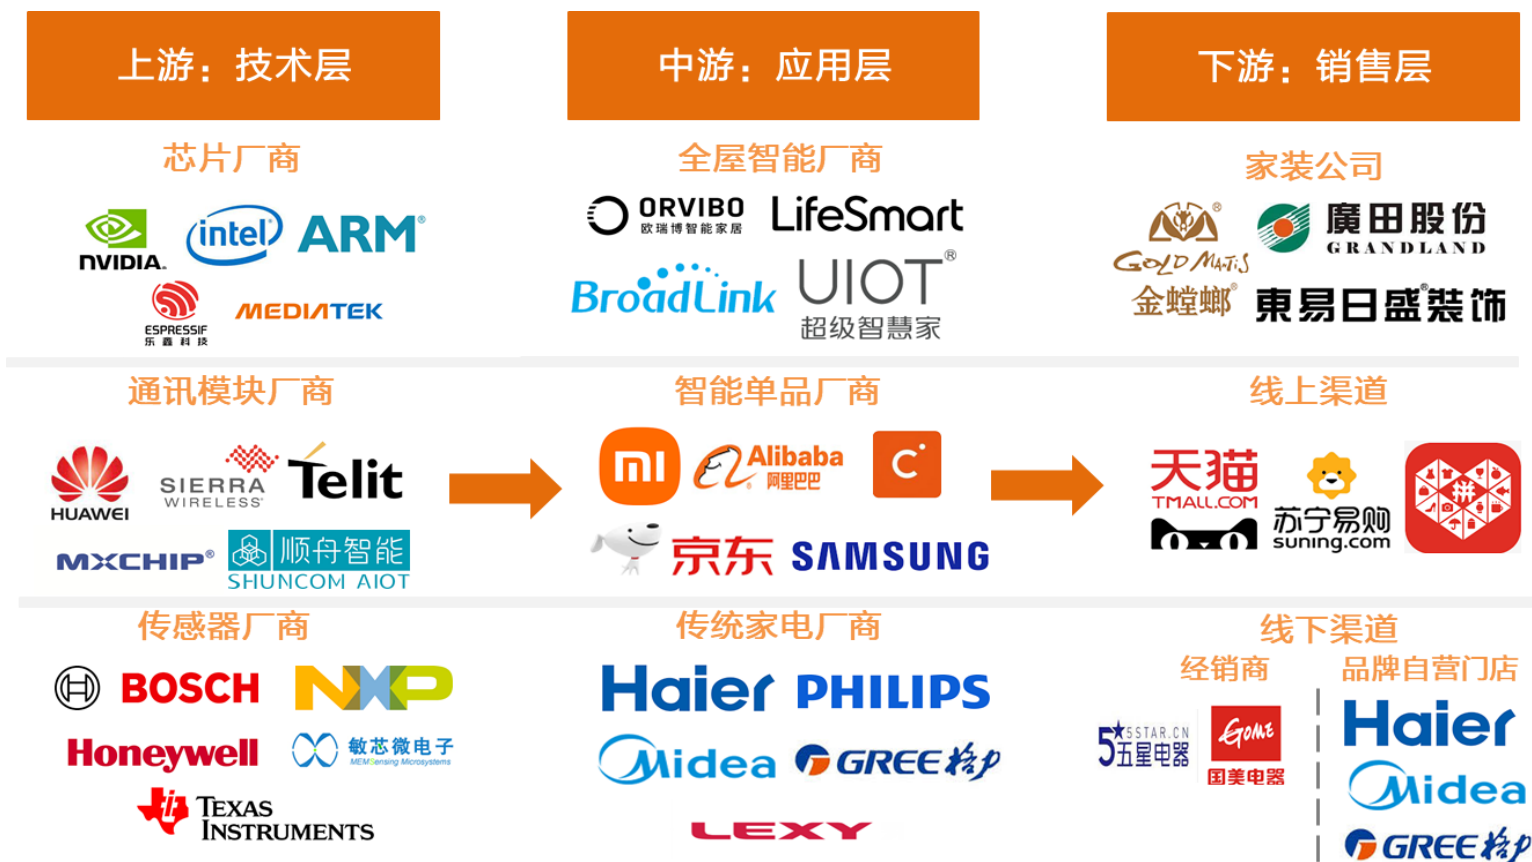 上游：技术层
中游：应用层
下游：销售层
芯片厂商
NVIDIA.
intel
ARM®
ESPRESSIF
乐鑫科技
MEDIATEK
全屋智能厂商
ORVIBO
欧瑞博智能家居
LifeSmart
BroadLink
UIOT®
超级智慧家
家装公司
GOLD MANTIS
金螳螂®
廣田股份
GRANDLAND
東易日盛®裝饰
通讯模块厂商
HUAWEI
SIERRA
WIRELESS
Telit
MXCHIP®
顺舟智能
SHUNCOM AIOT
智能单品厂商
mi
Alibaba
阿里巴巴
C
京东
SAMSUNG
线上渠道
天猫
TMALL.COM
苏宁易购
suning.com
拼
传感器厂商
BOSCH
NXP
Honeywell
敏芯微电子
MEMSensing Microsystems
TEXAS
INSTRUMENTS
传统家电厂商
Haier
PHILIPS
Midea
GREE格力
LEXY
线下渠道
经销商
5STAR.CN
五星电器
GOME
国美电器
品牌自营门店
Haier
Midea
GREE格力